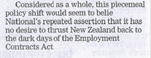 Considered as a whole, this piecemeal
policy shift would seem to belie
National's repeated assertion that it has
no desire to thrust New Zealand back to
the dark days of the Employment
Contracts Act